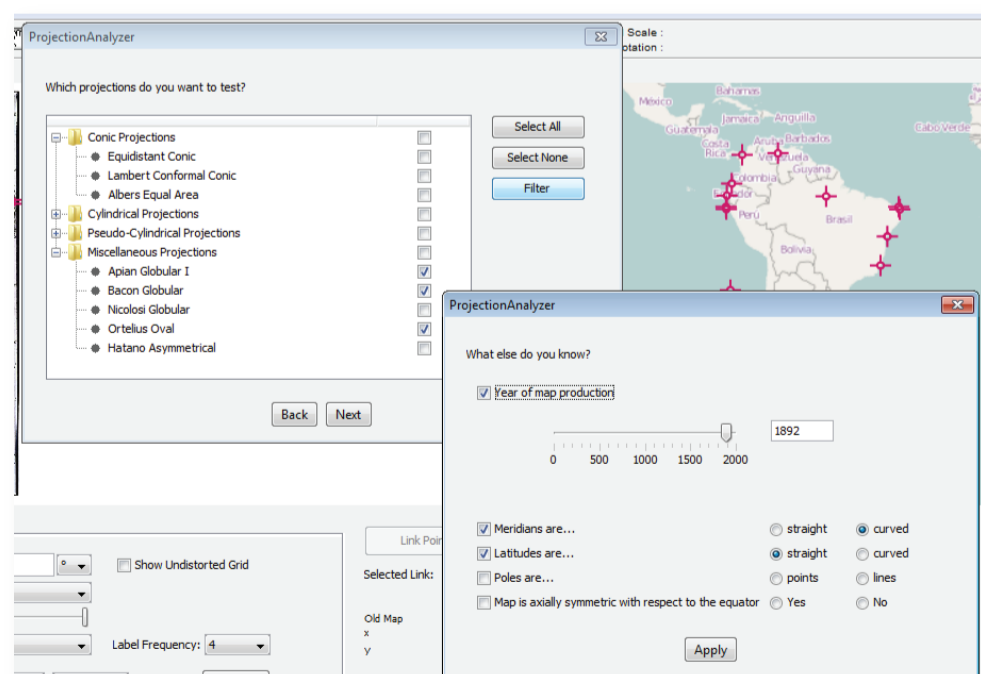 ProjectionAnalyzer
Scale :
otation :
Which projections do you want to test?
Conic Projections
Equidistant Conic
Lambert Conformal Conic
Albers Equal Area
Cylindrical Projections
Pseudo-Cylindrical Projections
Miscellaneous Projections
Apian Globular I
Bacon Globular
Nicolosi Globular
Ortelius Oval
Hatano Asymmetrical
Select All
Select None
Filter
Back Next
México
Bahamas
Jamaica Anguilla
Guatemala
Cabo Verde
Costa Rica
Aruba Barbados
Venezuela
Guyana
Colombia
Ecuador
Perú
Brasil
Bolivia
ProjectionAnalyzer
What else do you know?
Year of map production
1892
0 500 1000 1500 2000
Meridians are... straight curved
Latitudes are... straight curved
Poles are... points lines
Map is axially symmetric with respect to the equator Yes No
Apply
°
Show Undistorted Grid
Label Frequency: 4
Link Poin
Selected Link:
Old Map
x
y